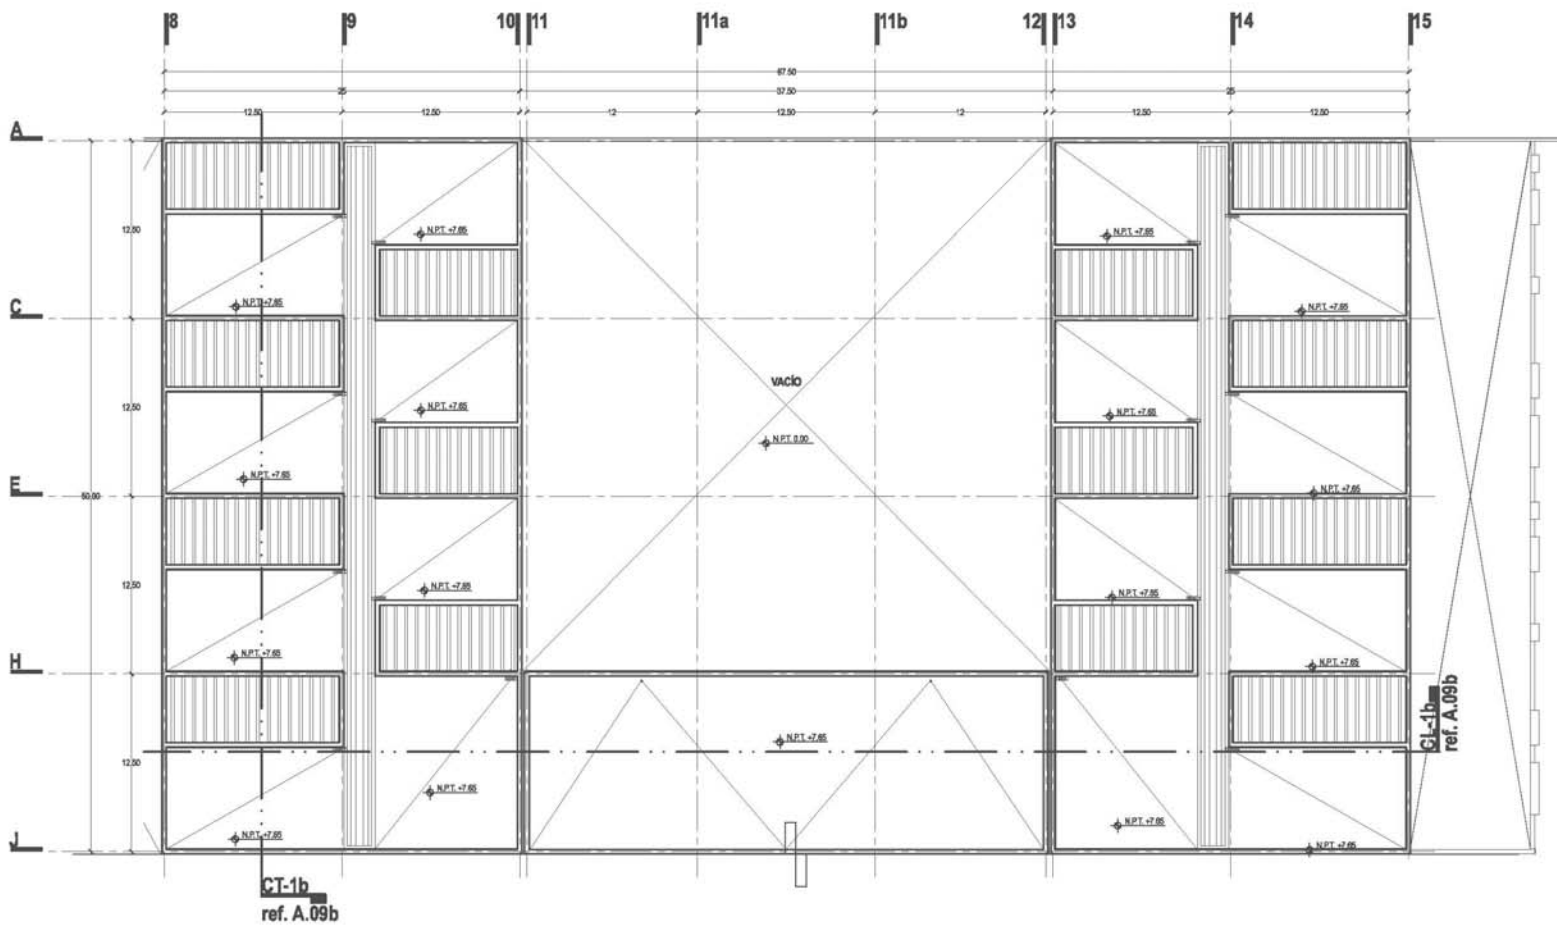 8 9 10 11 11a 11b 12 13 14 15
67.50
25 37.50 25
12.50 12.50 12 12.50 12 12.50 12.50
A
12.50
N.P.T. +7.65 N.P.T. +7.65
C
N.P.T. +7.65 N.P.T. +7.65
VACÍO
12.50
N.P.T. +7.65 N.P.T. +7.65
N.P.T. 0.00
N.P.T. +7.65
E
50.00
N.P.T. +7.65
12.50
N.P.T. +7.65 N.P.T. +7.65
N.P.T. +7.65 N.P.T. +7.65
H
CL-1b
ref. A.09b
N.P.T. +7.65
12.50
N.P.T. +7.65
N.P.T. +7.65
J
N.P.T. +7.65
N.P.T. +7.65
CT-1b
ref. A.09b